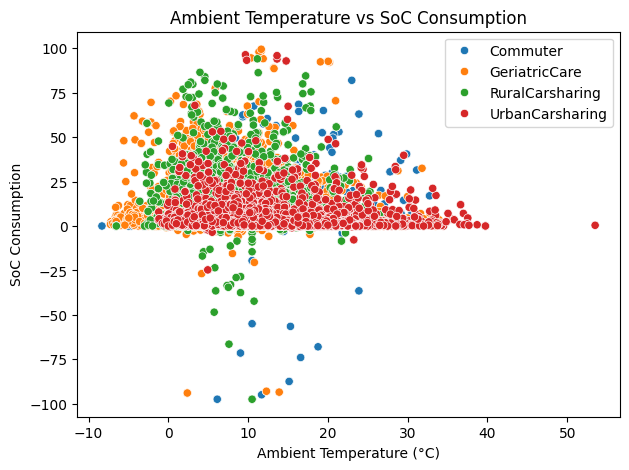 Ambient Temperature vs SoC Consumption
Commuter
GeriatricCare
RuralCarsharing
UrbanCarsharing
SoC Consumption
100
75
50
25
0
−25
−50
−75
−100
−10
0
10
20
30
40
50
Ambient Temperature (°C)